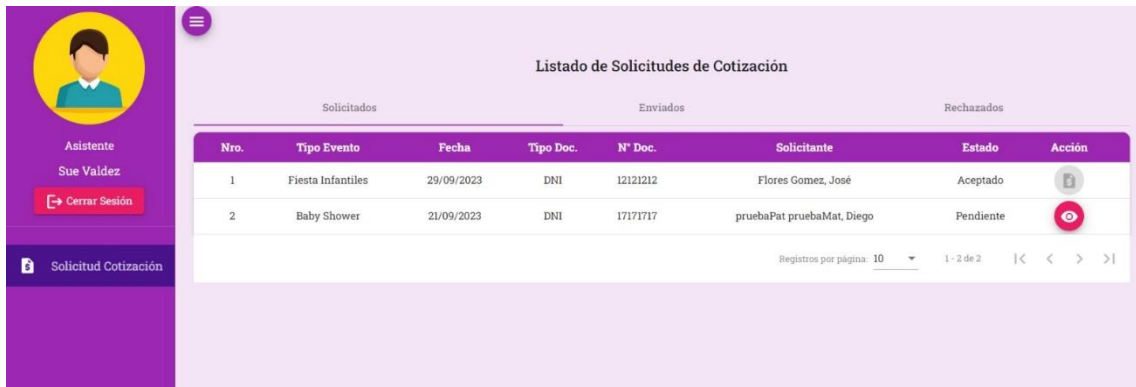 Asistente
Sue Valdez
Cerrar Sesión
Solicitud Cotización
Listado de Solicitudes de Cotización
Solicitados Enviados Rechazados
Nro. Tipo Evento Fecha Tipo Doc. N° Doc. Solicitante Estado Acción
1 Fiesta Infantiles 29/09/2023 DNI 12121212 Flores Gomez, José Aceptado
2 Baby Shower 21/09/2023 DNI 17171717 pruebaPat pruebaMat, Diego Pendiente
Registros por página: 10 1 - 2 de 2